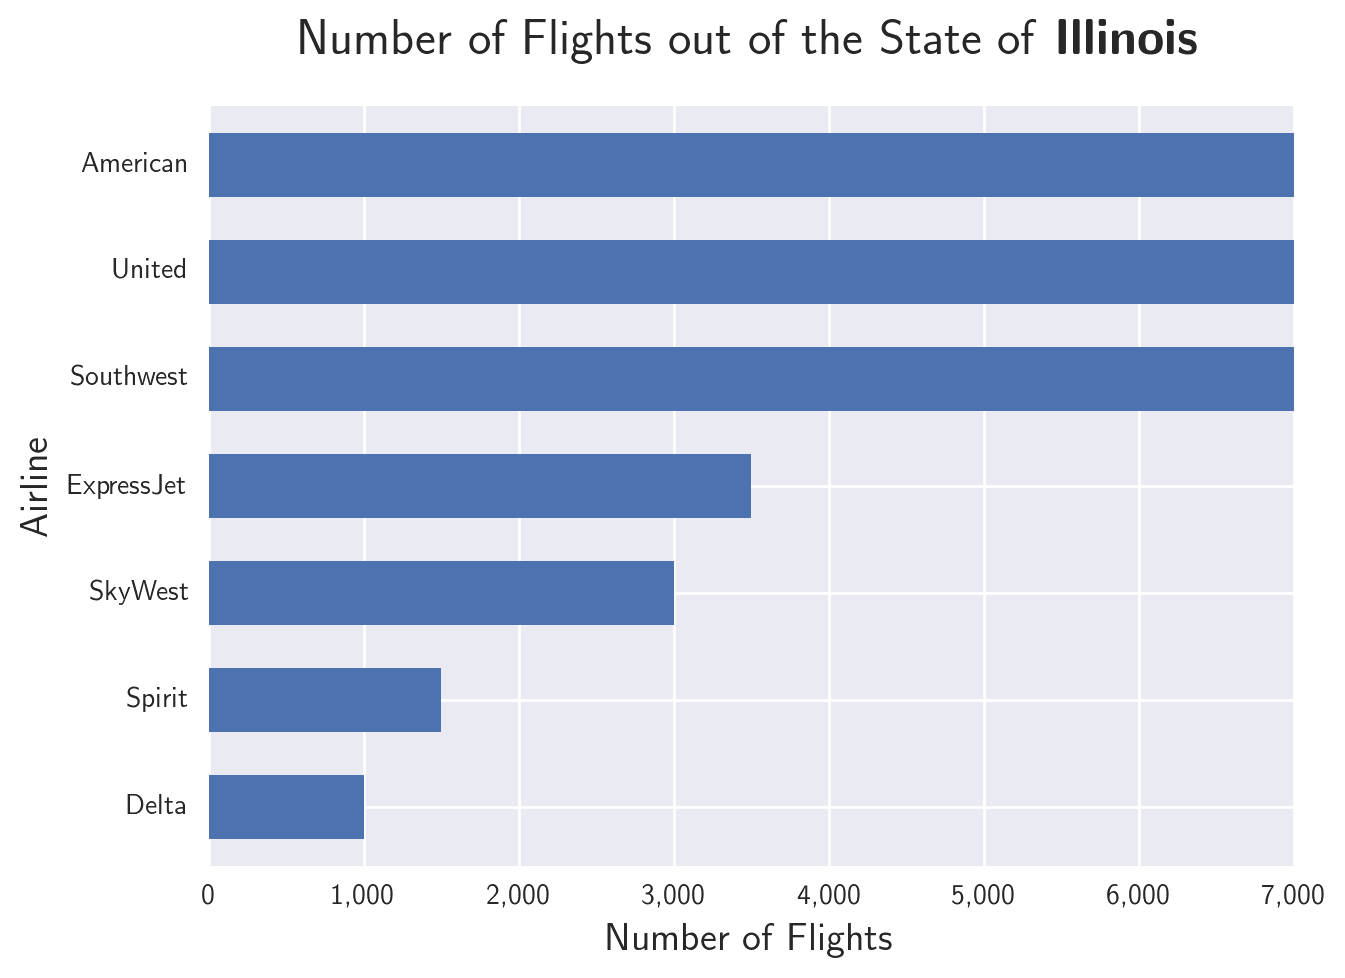 Number of Flights out of the State of Illinois
American
United
Southwest
ExpressJet
SkyWest
Spirit
Delta
Airline
0 1,000 2,000 3,000 4,000 5,000 6,000 7,000
Number of Flights